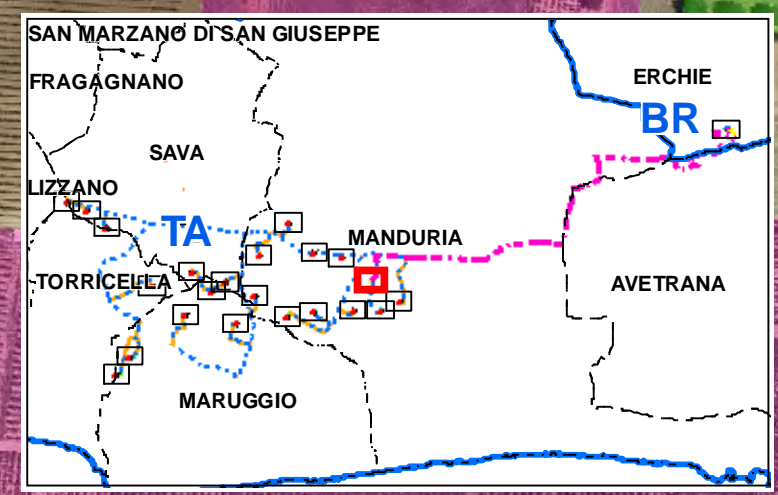 SAN MARZANO DI SAN GIUSEPPE
FRAGAGNANO
ERCHIE
BR
SAVA
LIZZANO
TA
MANDURIA
TORRICELLA
AVETRANA
MARUGGIO